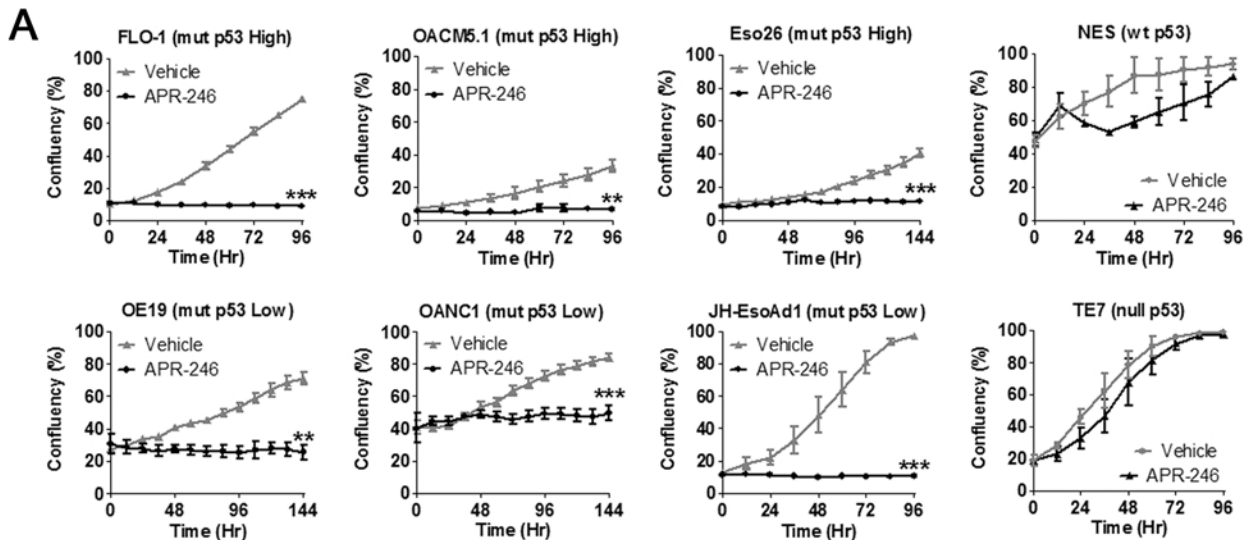 A
FLO-1 (mut p53 High)
Confluency (%)
100
80
60
40
20
0
Vehicle
APR-246
***
0 24 48 72 96
Time (Hr)
OACM5.1 (mut p53 High)
Confluency (%)
100
80
60
40
20
0
Vehicle
APR-246
**
0 24 48 72 96
Time (Hr)
Eso26 (mut p53 High)
Confluency (%)
100
80
60
40
20
0
Vehicle
APR-246
***
0 48 96 144
Time (Hr)
NES (wt p53)
Confluency (%)
100
80
60
40
20
0
Vehicle
APR-246
0 24 48 72 96
Time (Hr)
OE19 (mut p53 Low)
Confluency (%)
100
80
60
40
20
0
Vehicle
APR-246
**
0 48 96 144
Time (Hr)
OANC1 (mut p53 Low)
Confluency (%)
100
80
60
40
20
0
Vehicle
APR-246
***
0 48 96 144
Time (Hr)
JH-EsoAd1 (mut p53 Low)
Confluency (%)
100
80
60
40
20
0
Vehicle
APR-246
***
0 24 48 72 96
Time (Hr)
TE7 (null p53)
Confluency (%)
100
80
60
40
20
0
Vehicle
APR-246
0 24 48 72 96
Time (Hr)